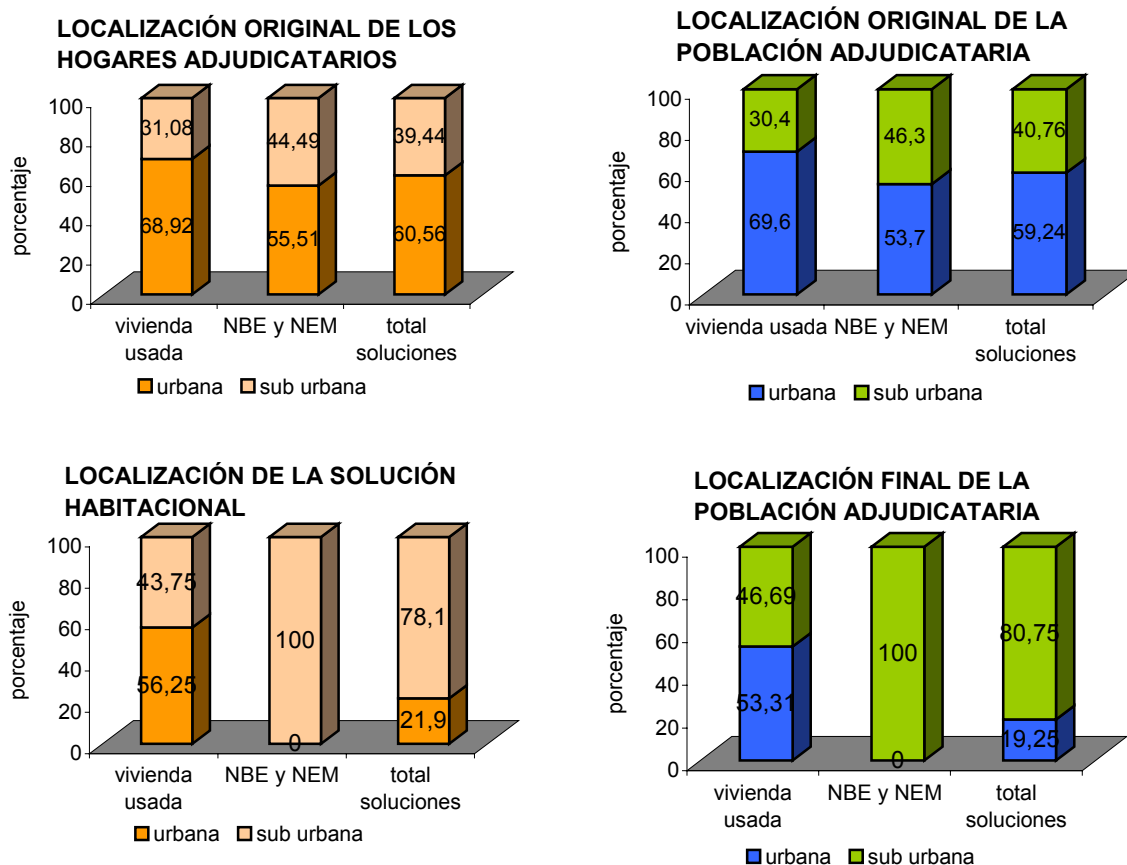 LOCALIZACIÓN ORIGINAL DE LOS
HOGARES ADJUDICATARIOS
porcentaje
100
80
60
40
20
0
31,08
44,49
39,44
68,92
55,51
60,56
vivienda usada
NBE y NEM
total soluciones
urbana
sub urbana
LOCALIZACIÓN ORIGINAL DE LA
POBLACIÓN ADJUDICATARIA
porcentaje
100
80
60
40
20
0
30,4
46,3
40,76
69,6
53,7
59,24
vivienda usada
NBE y NEM
total soluciones
urbana
sub urbana
LOCALIZACIÓN DE LA SOLUCIÓN
HABITACIONAL
porcentaje
100
80
60
40
20
0
43,75
100
78,1
56,25
0
21,9
vivienda usada
NBE y NEM
total soluciones
urbana
sub urbana
LOCALIZACIÓN FINAL DE LA
POBLACIÓN ADJUDICATARIA
porcentaje
100
80
60
40
20
0
46,69
100
80,75
53,31
0
19,25
vivienda usada
NBE y NEM
total soluciones
urbana
sub urbana